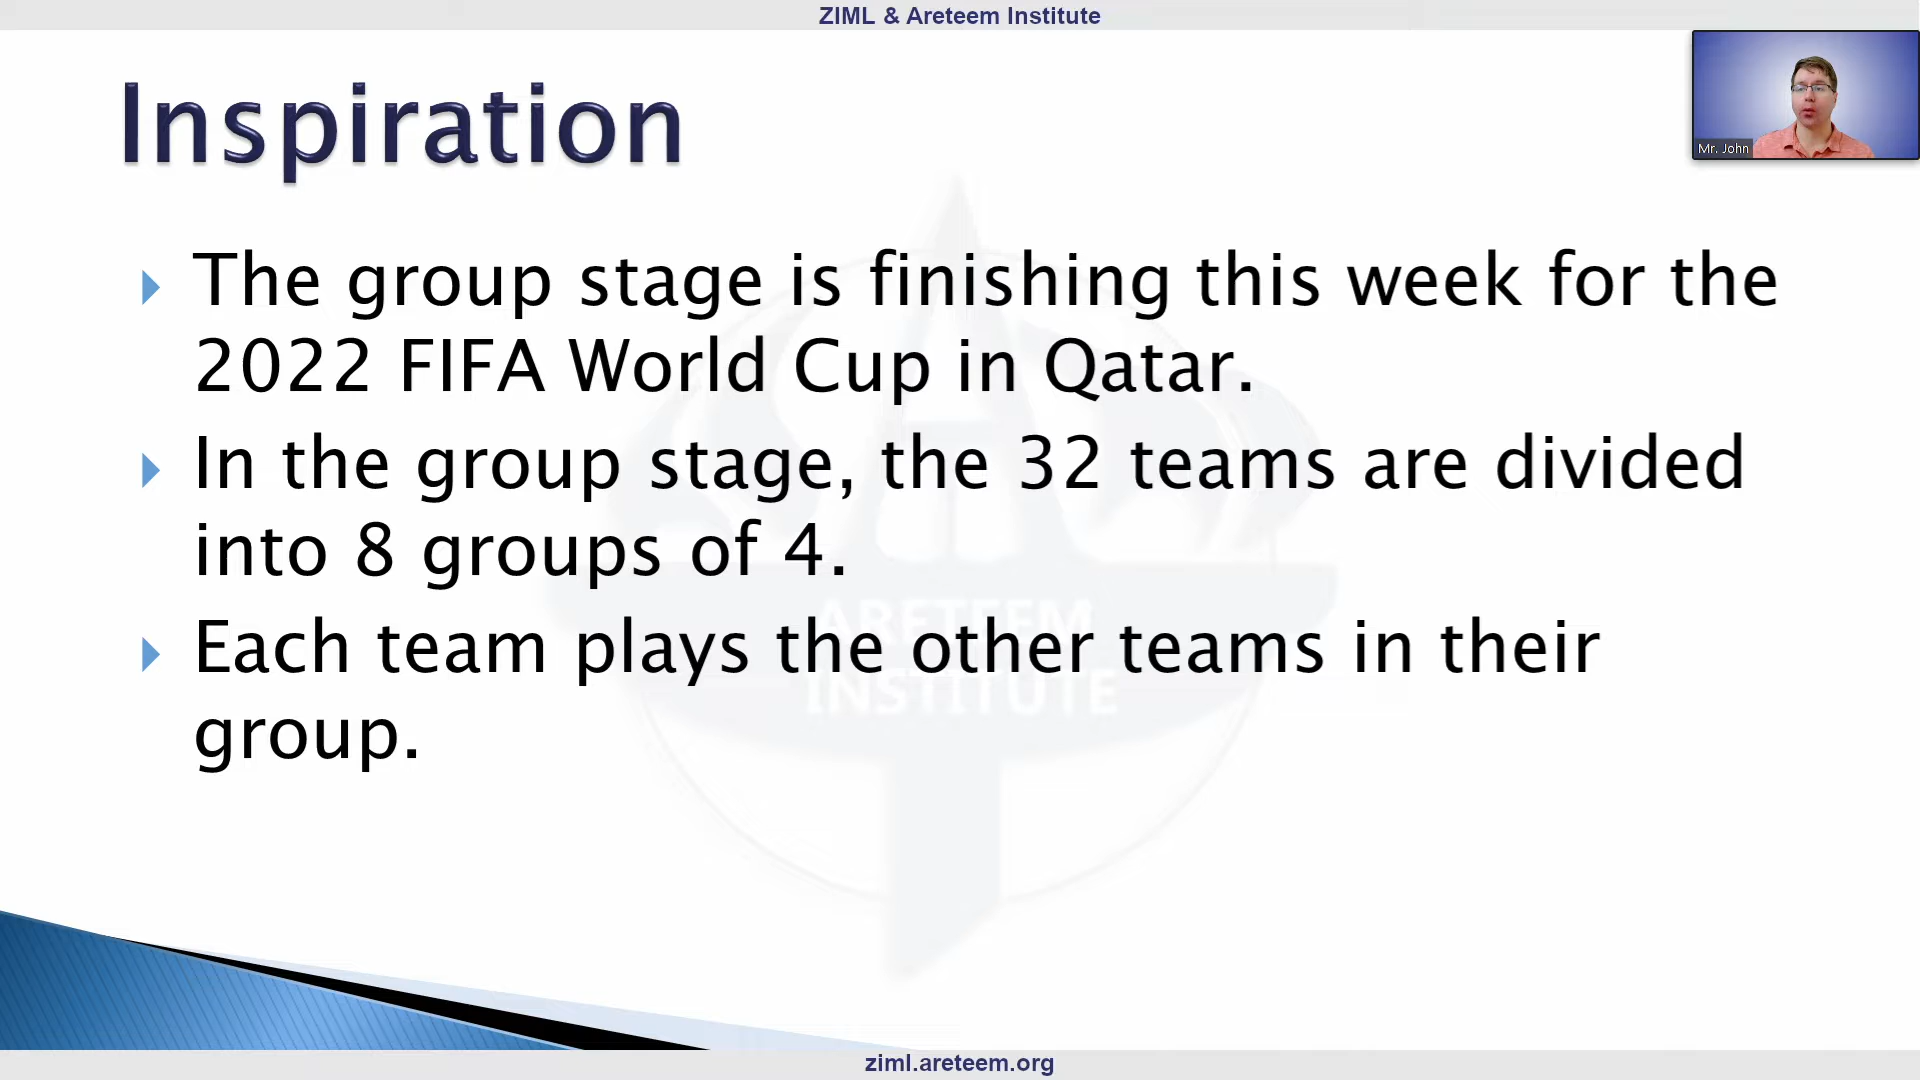 ZIML & Areteem Institute
Inspiration
Mr. John
The group stage is finishing this week for the
2022 FIFA World Cup in Qatar.
In the group stage, the 32 teams are divided
into 8 groups of 4.
Each team plays the other teams in their
group.
ARETEEM
INSTITUTE
ziml.areteem.org